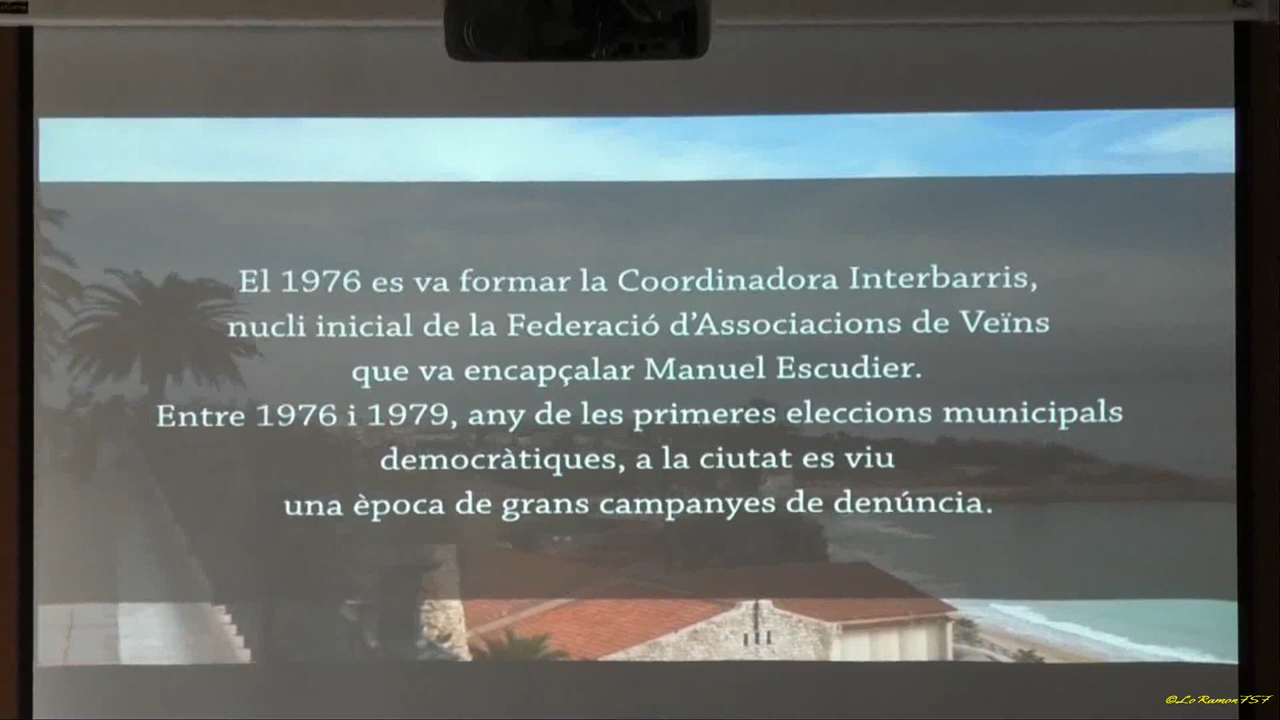 El 1976 es va formar la Coordinadora Interbarris,
nucli inicial de la Federació d'Associacions de Veïns
que va encapçalar Manuel Escudier.
Entre 1976 i 1979, any de les primeres eleccions municipals
democràtiques, a la ciutat es viu
una època de grans campanyes de denúncia.
©LoRamon757